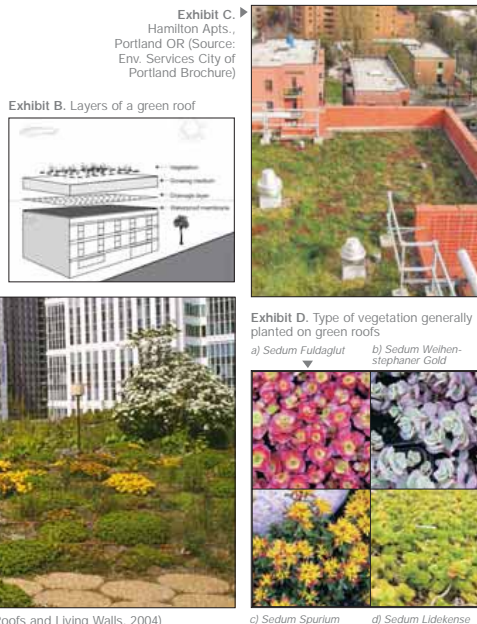 Exhibit C.
Hamilton Apts.,
Portland OR (Source:
Env. Services City of
Portland Brochure)
Exhibit B. Layers of a green roof
Vegetation
Growing medium
Drainage layer
Waterproof membrane
Exhibit D. Type of vegetation generally
planted on green roofs
a) Sedum Fuldaglut
b) Sedum Weihen-
stephaner Gold
c) Sedum Spurium
d) Sedum Lidekense
Roofs and Living Walls, 2004)